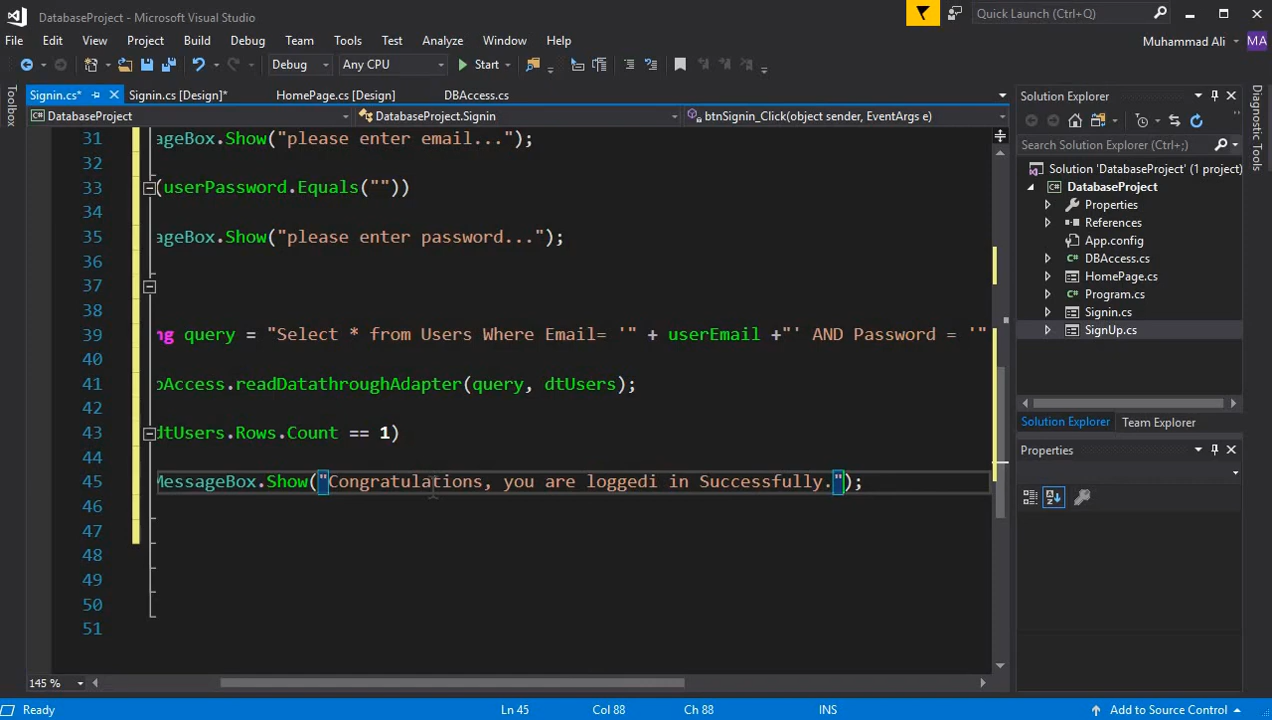 DatabaseProject - Microsoft Visual Studio
Quick Launch (Ctrl+Q)
File Edit View Project Build Debug Team Tools Test Analyze Window Help
Muhammad Ali MA
Debug Any CPU Start
Toolbox
Signin.cs* Signin.cs [Design]* HomePage.cs [Design] DBAccess.cs
DatabaseProject DatabaseProject.Signin btnSignin_Click(object sender, EventArgs e)
31 ageBox.Show("please enter email...");
32
33 (userPassword.Equals(""))
34
35 ageBox.Show("please enter password...");
36
37
38
39 ng query = "Select * from Users Where Email= '" + userEmail +"' AND Password = '"
40
41 bAccess.readDatathroughAdapter(query, dtUsers);
42
43 dtUsers.Rows.Count == 1)
44
45 MessageBox.Show("Congratulations, you are loggedi in Successfully.");
46
47
48
49
50
51
145 %
Solution Explorer
Search Solution Explorer (Ctrl+;)
Solution 'DatabaseProject' (1 project)
DatabaseProject
Properties
References
App.config
DBAccess.cs
HomePage.cs
Program.cs
Signin.cs
SignUp.cs
Solution Explorer Team Explorer
Properties
Diagnostic Tools
Ready Ln 45 Col 88 Ch 88 INS Add to Source Control